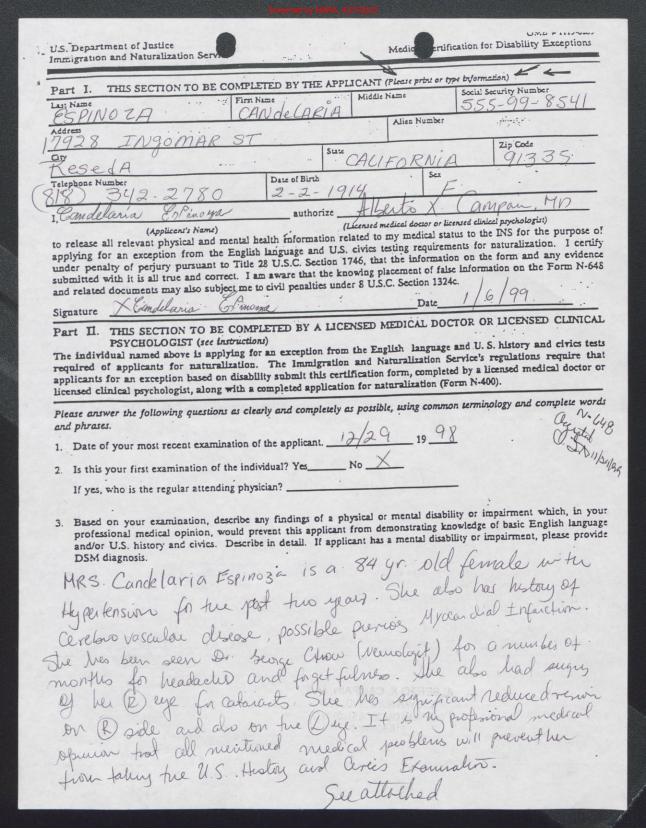 U.S. Department of Justice
Immigration and Naturalization Service
Medical Certification for Disability Exceptions
Part I. THIS SECTION TO BE COMPLETED BY THE APPLICANT (Please print or type information)
Last Name First Name Middle Name Social Security Number
ESPINOZA CANDELARIA 555-99-8541
Address Alien Number
17928 INGOMAR ST
City State Zip Code
Reseda CALIFORNIA 91335
Telephone Number Date of Birth Sex
(818) 342-2780 2-2-1914 F
I, Candelaria Espinoza authorize Alberto X Campan, MD
(Applicant's Name) (Licensed medical doctor or licensed clinical psychologist)
to release all relevant physical and mental health information related to my medical status to the INS for the purpose of
applying for an exception from the English language and U.S. civics testing requirements for naturalization. I certify
under penalty of perjury pursuant to Title 28 U.S.C. Section 1746, that the information on the form and any evidence
submitted with it is all true and correct. I am aware that the knowing placement of false information on the Form N-648
and related documents may also subject me to civil penalties under 8 U.S.C. Section 1324c.
Signature X Candelaria Espinoza Date 1/6/99
Part II. THIS SECTION TO BE COMPLETED BY A LICENSED MEDICAL DOCTOR OR LICENSED CLINICAL
PSYCHOLOGIST (see instructions)
The individual named above is applying for an exception from the English language and U. S. history and civics tests
required of applicants for naturalization. The Immigration and Naturalization Service's regulations require that
applicants for an exception based on disability submit this certification form, completed by a licensed medical doctor or
licensed clinical psychologist, along with a completed application for naturalization (Form N-400).
Please answer the following questions as clearly and completely as possible, using common terminology and complete words
and phrases.
N-648
1. Date of your most recent examination of the applicant. 12/29 19 98
2. Is this your first examination of the individual? Yes No X
If yes, who is the regular attending physician?
3. Based on your examination, describe any findings of a physical or mental disability or impairment which, in your
professional medical opinion, would prevent this applicant from demonstrating knowledge of basic English language
and/or U.S. history and civics. Describe in detail. If applicant has a mental disability or impairment, please provide
DSM diagnosis.
MRS. Candelaria Espinoza is a 84 yr. old female with
Hypertension for the past two years. She also has history of
Cerebro vascular disease, possible previous Myocardial Infarction.
She has been seen Dr. George Chow (neurologist) for a number of
months for headaches and forgetfulness. She also had surgery
of her (R) eye for cataracts. She has significant reduced vision
on (R) side and also on the (L) eye. It is my profesional medical
opinion that all mentioned medical problems will prevent her
from taking the U.S. History and Civics Examination.
See attached